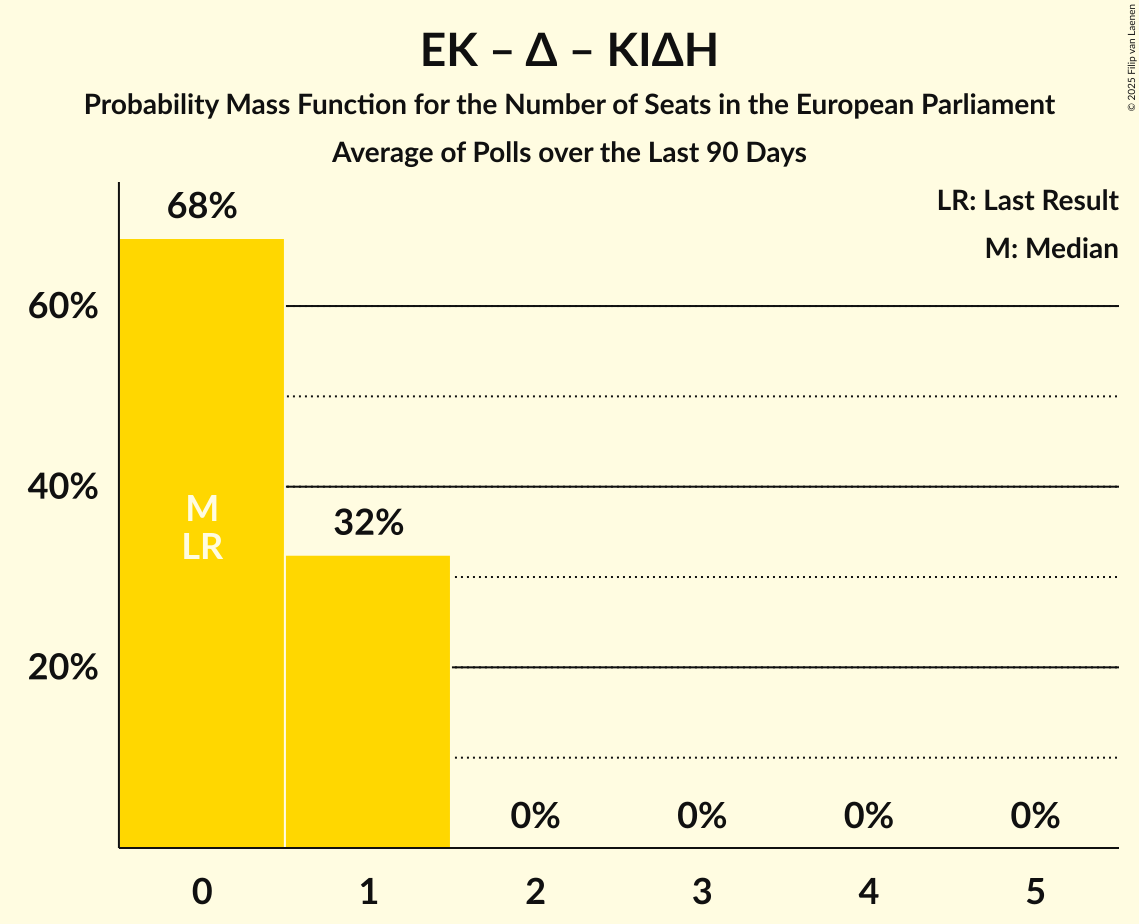 ΕΚ – Δ – ΚΙΔΗ
Probability Mass Function for the Number of Seats in the European Parliament
Average of Polls over the Last 90 Days
© 2025 Filip van Laenen
LR: Last Result
M: Median
68%
60%
40%
M
LR
32%
20%
0% 0% 0% 0%
0 1 2 3 4 5